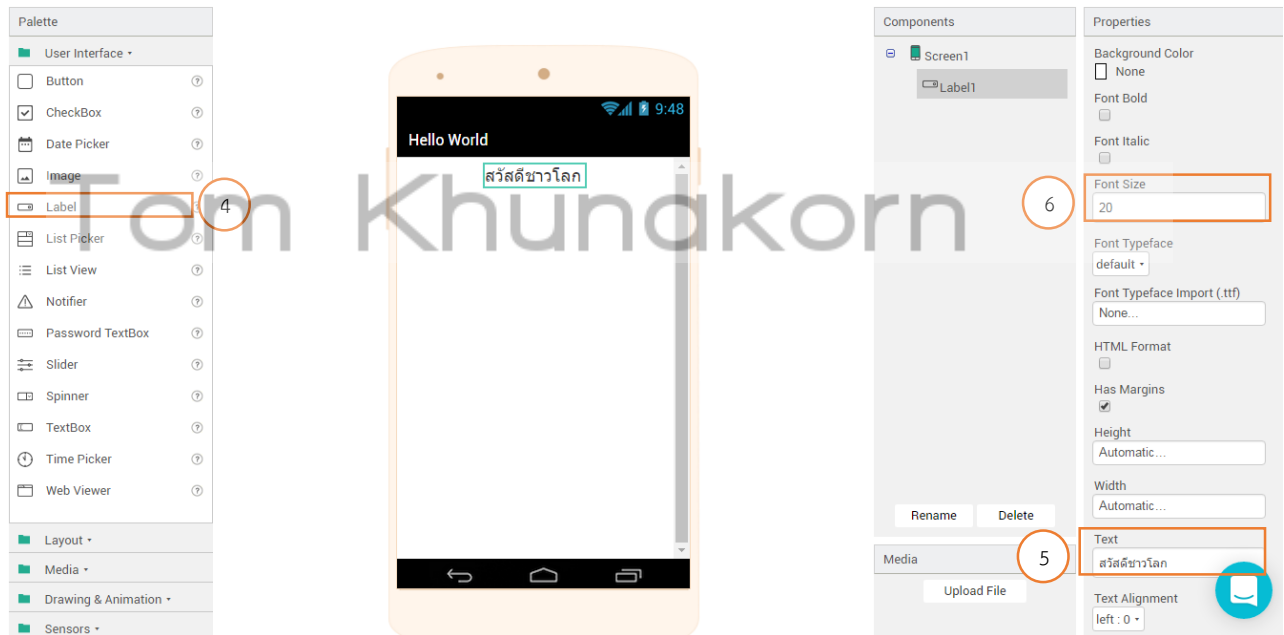 Palette
User Interface
Button
CheckBox
Date Picker
Image
Label
List Picker
List View
Notifier
Password TextBox
Slider
Spinner
TextBox
Time Picker
Web Viewer
Layout
Media
Drawing & Animation
Sensors
4
9:48
Hello World
สวัสดีชาวโลก
Tom Khunakorn
Components
Screen1
Label1
Rename Delete
Media
Upload File
Properties
Background Color
None
Font Bold
Font Italic
6
Font Size
20
Font Typeface
default
Font Typeface Import (.ttf)
None...
HTML Format
Has Margins
Height
Automatic...
Width
Automatic...
5
Text
สวัสดีชาวโลก
Text Alignment
left : 0